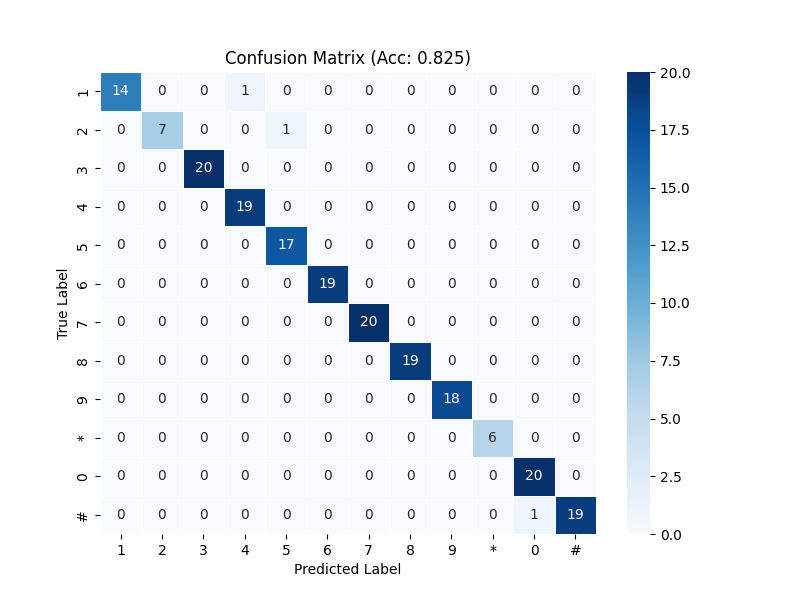 Confusion Matrix (Acc: 0.825)
1 14 0 0 1 0 0 0 0 0 0 0 0
2 0 7 0 0 1 0 0 0 0 0 0 0
3 0 0 20 0 0 0 0 0 0 0 0 0
4 0 0 0 19 0 0 0 0 0 0 0 0
5 0 0 0 0 17 0 0 0 0 0 0 0
6 0 0 0 0 0 19 0 0 0 0 0 0
7 0 0 0 0 0 0 20 0 0 0 0 0
8 0 0 0 0 0 0 0 19 0 0 0 0
9 0 0 0 0 0 0 0 0 18 0 0 0
* 0 0 0 0 0 0 0 0 0 6 0 0
0 0 0 0 0 0 0 0 0 0 0 20 0
# 0 0 0 0 0 0 0 0 0 0 1 19
1 2 3 4 5 6 7 8 9 * 0 #
Predicted Label
True Label
20.0
17.5
15.0
12.5
10.0
7.5
5.0
2.5
0.0